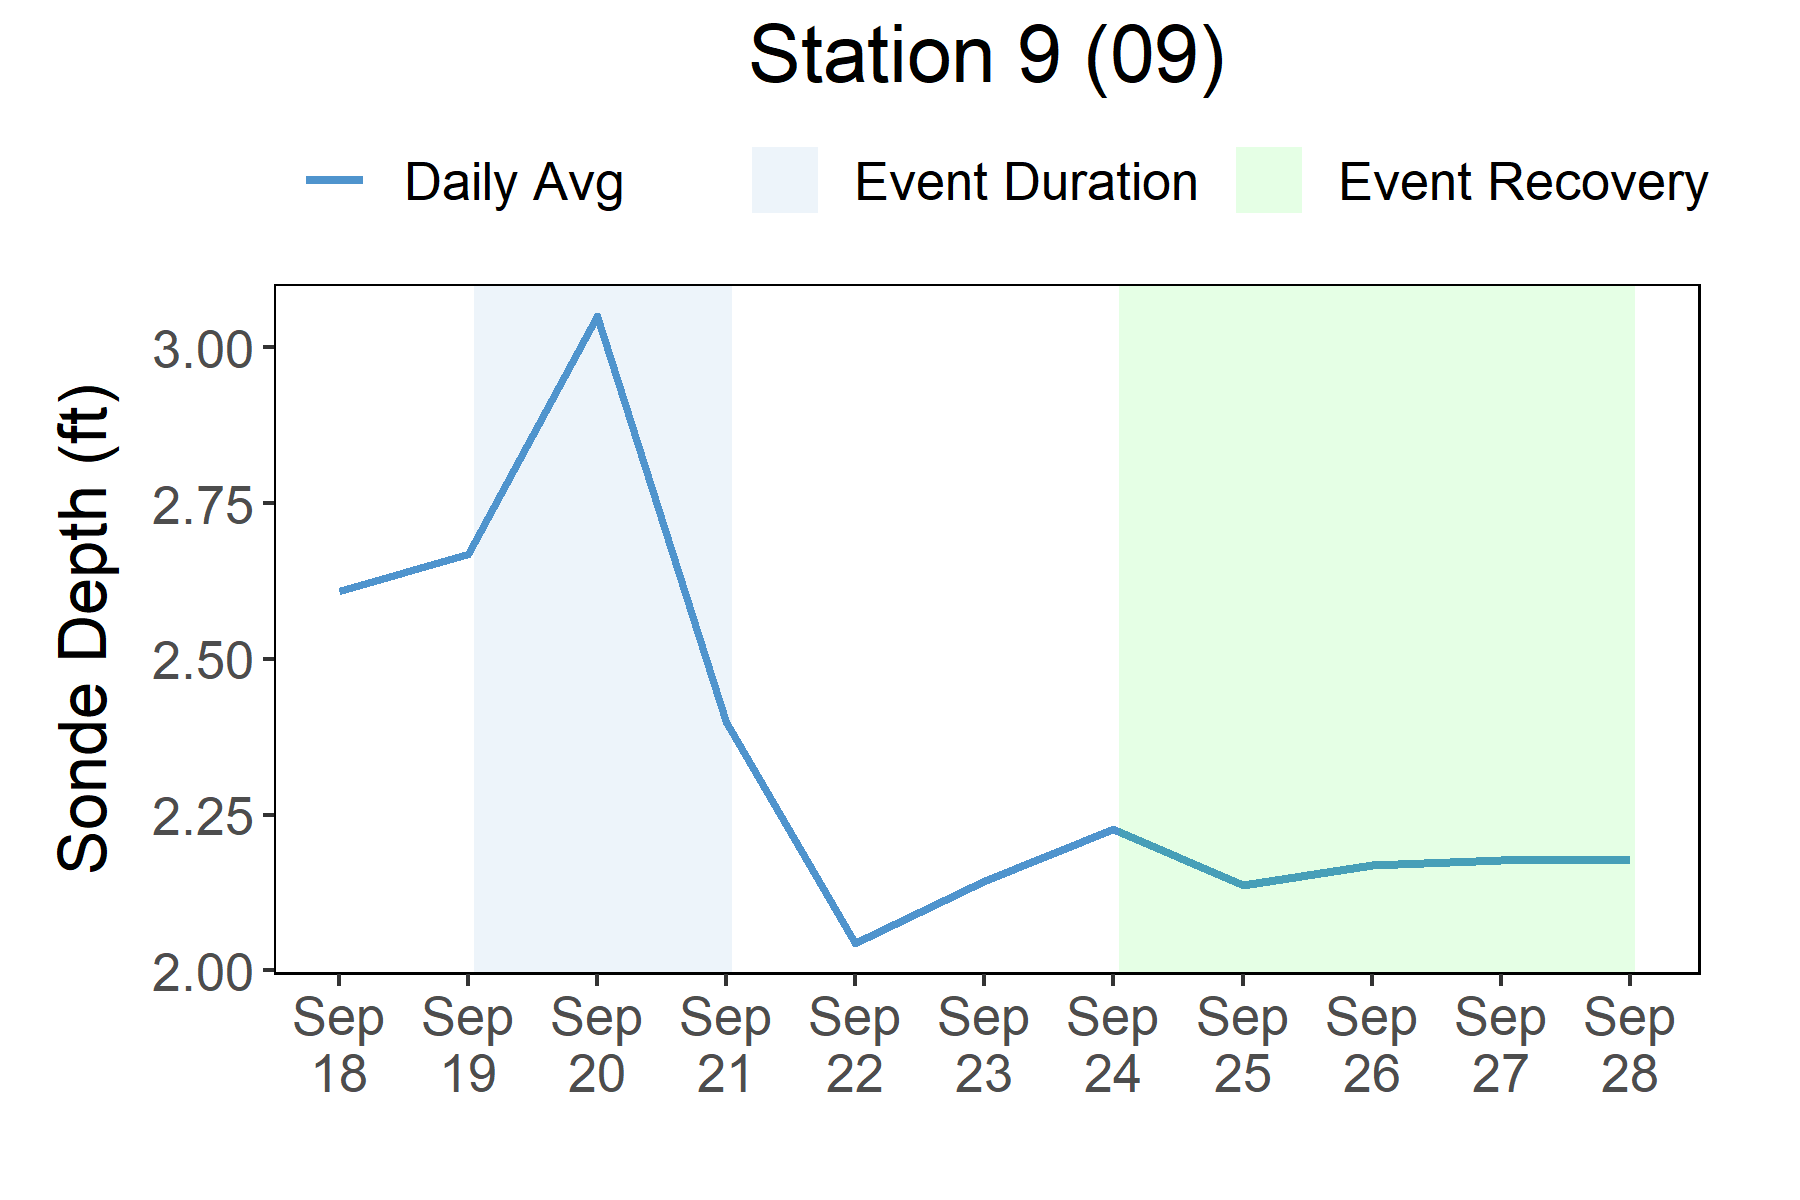 Station 9 (09)
Daily Avg Event Duration Event Recovery
Sonde Depth (ft)
3.00
2.75
2.50
2.25
2.00
Sep Sep Sep Sep Sep Sep Sep Sep Sep Sep Sep
18 19 20 21 22 23 24 25 26 27 28